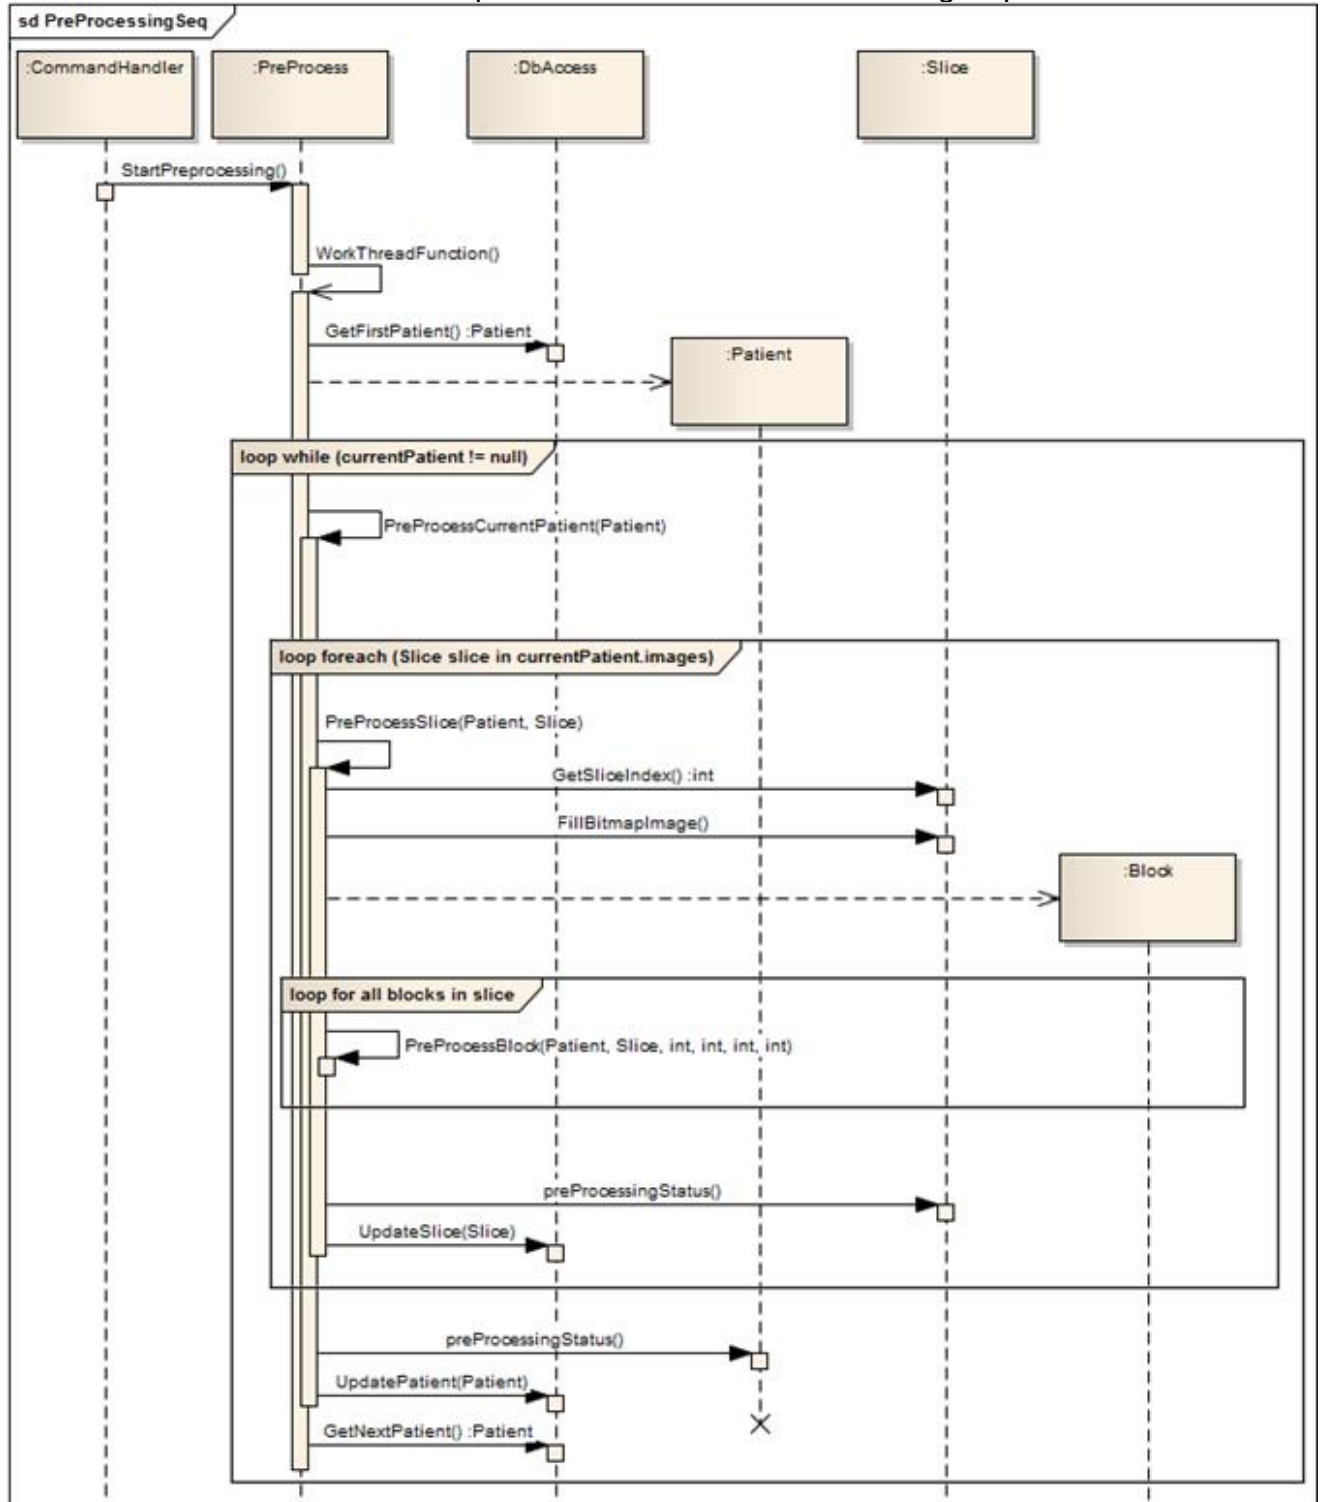 sd PreProcessingSeq
:CommandHandler
:PreProcess
:DbAccess
:Slice
StartPreprocessing()
WorkThreadFunction()
GetFirstPatient() :Patient
:Patient
loop while (currentPatient != null)
PreProcessCurrentPatient(Patient)
loop foreach (Slice slice in currentPatient.images)
PreProcessSlice(Patient, Slice)
GetSliceIndex() :int
FillBitmapImage()
:Block
loop for all blocks in slice
PreProcessBlock(Patient, Slice, int, int, int, int)
preProcessingStatus()
UpdateSlice(Slice)
preProcessingStatus()
UpdatePatient(Patient)
GetNextPatient() :Patient